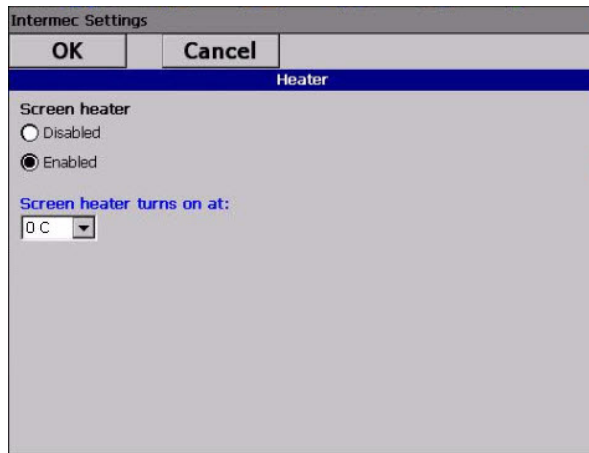 Intermec Settings
OK Cancel
Heater
Screen heater
Disabled
Enabled
Screen heater turns on at:
0 C